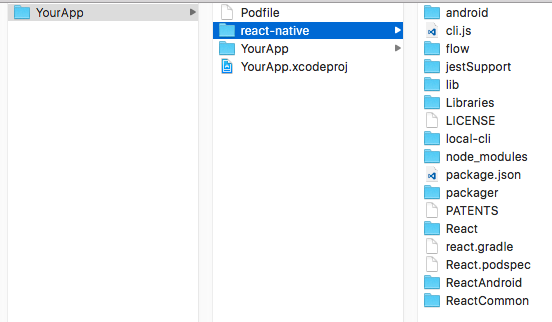 YourApp
Podfile
react-native
YourApp
YourApp.xcodeproj
android
cli.js
flow
jestSupport
lib
Libraries
LICENSE
local-cli
node_modules
package.json
packager
PATENTS
React
react.gradle
React.podspec
ReactAndroid
ReactCommon